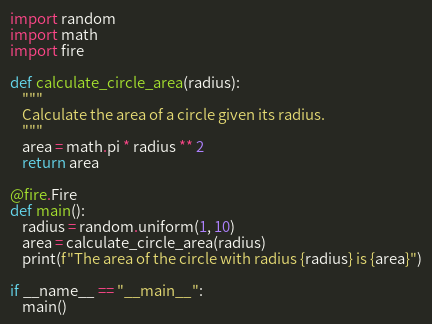 import random
import math
import fire

def calculate_circle_area(radius):
    """
    Calculate the area of a circle given its radius.
    """
    area = math.pi * radius ** 2
    return area

@fire.Fire
def main():
    radius = random.uniform(1, 10)
    area = calculate_circle_area(radius)
    print(f"The area of the circle with radius {radius} is {area}")

if __name__ == "__main__":
    main()